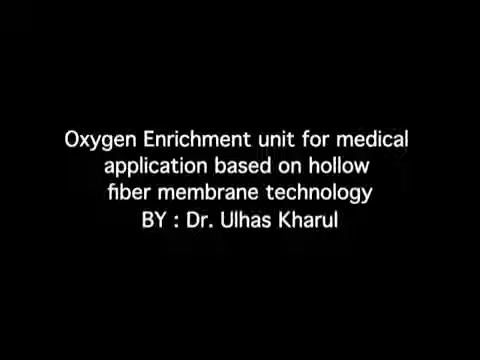 Oxygen Enrichment unit for medical
application based on hollow
fiber membrane technology
BY : Dr. Ulhas Kharul